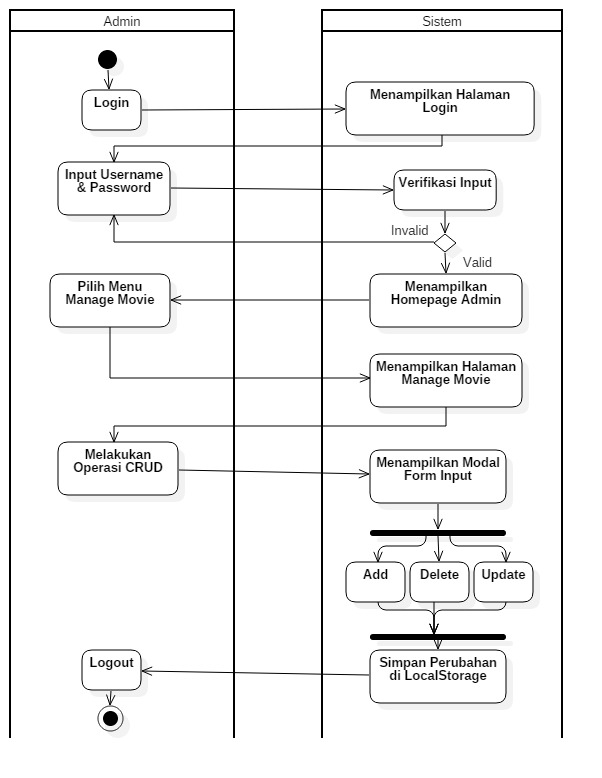 Admin
Sistem
Login
Menampilkan Halaman
Login
Input Username
& Password
Verifikasi Input
Invalid
Valid
Pilih Menu
Manage Movie
Menampilkan
Homepage Admin
Menampilkan Halaman
Manage Movie
Melakukan
Operasi CRUD
Menampilkan Modal
Form Input
Add
Delete
Update
Logout
Simpan Perubahan
di LocalStorage